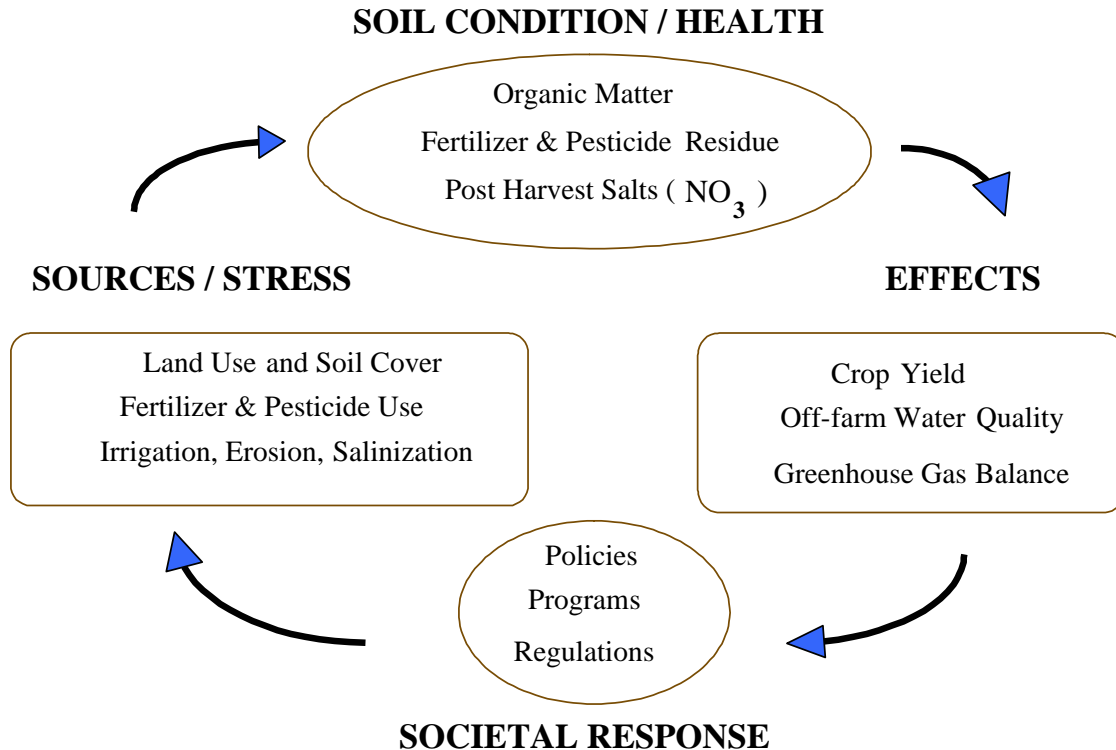 SOIL CONDITION / HEALTH
Organic Matter
Fertilizer & Pesticide Residue
Post Harvest Salts ( NO3 )
SOURCES / STRESS
Land Use and Soil Cover
Fertilizer & Pesticide Use
Irrigation, Erosion, Salinization
EFFECTS
Crop Yield
Off-farm Water Quality
Greenhouse Gas Balance
Policies
Programs
Regulations
SOCIETAL RESPONSE